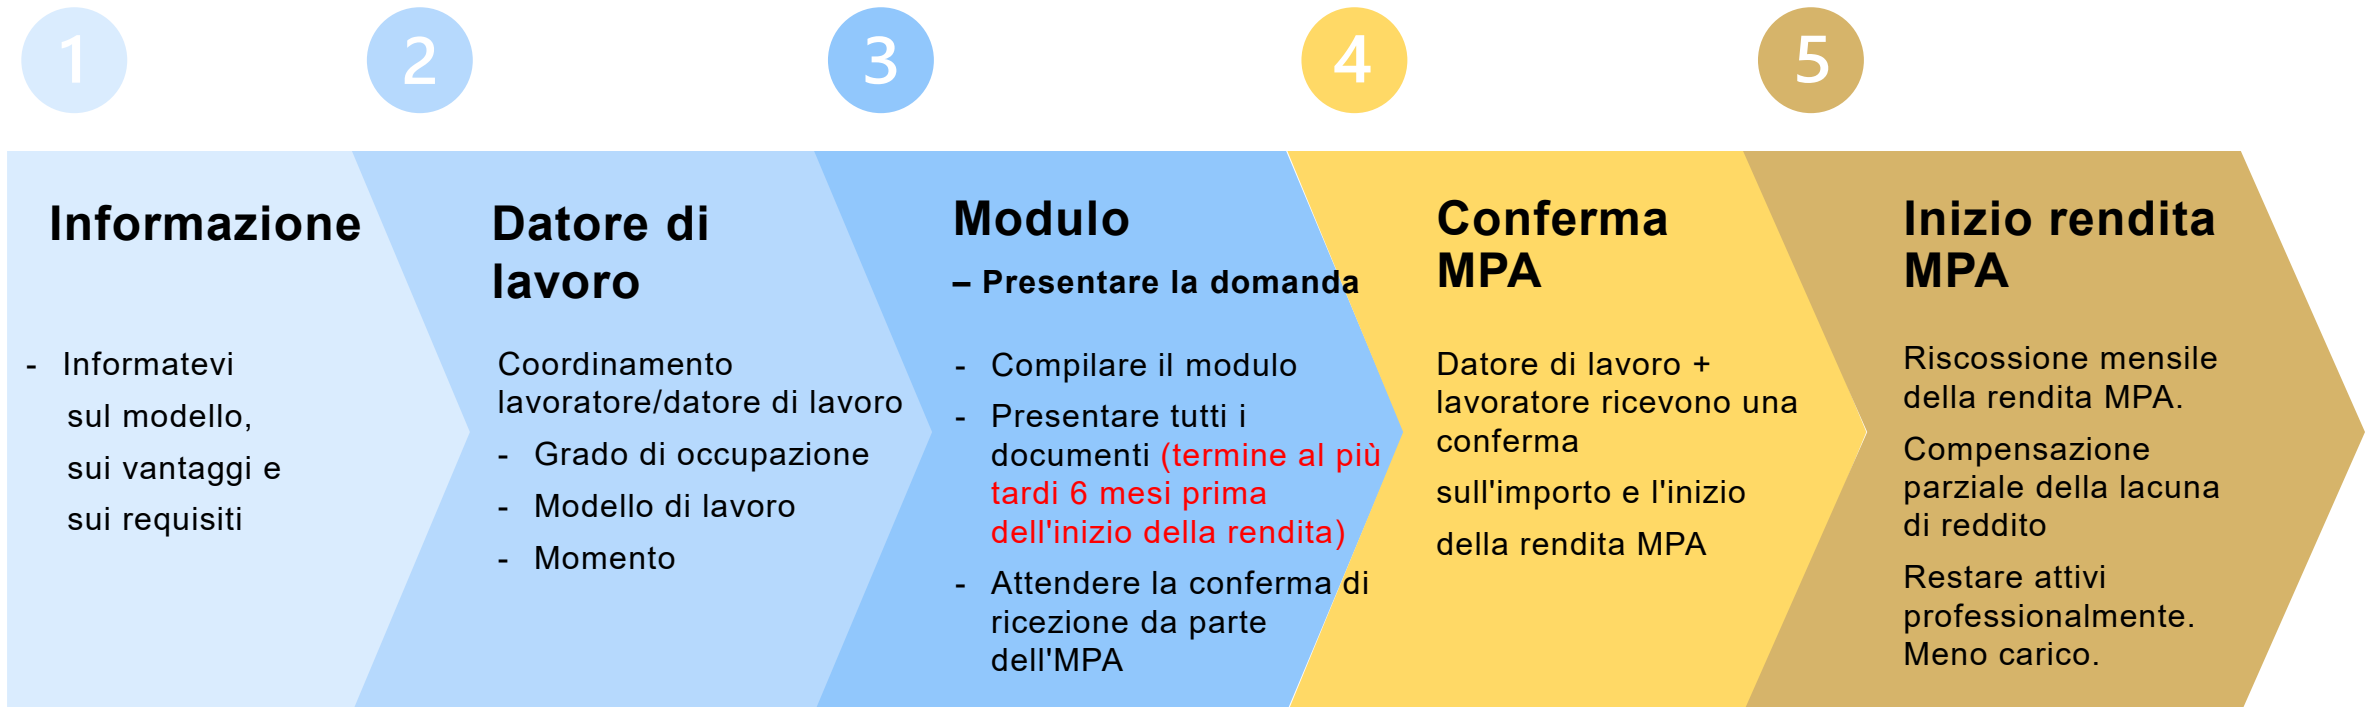 1
2
3
4
5
Informazione
- Informatevi
sul modello,
sui vantaggi e
sui requisiti
Datore di
lavoro
Coordinamento
lavoratore/datore di lavoro
- Grado di occupazione
- Modello di lavoro
- Momento
Modulo
– Presentare la domanda
- Compilare il modulo
- Presentare tutti i
documenti (termine al più
tardi 6 mesi prima
dell'inizio della rendita)
- Attendere la conferma di
ricezione da parte
dell'MPA
Conferma
MPA
Datore di lavoro +
lavoratore ricevono una
conferma
sull'importo e l'inizio
della rendita MPA
Inizio rendita
MPA
Riscossione mensile
della rendita MPA.
Compensazione
parziale della lacuna
di reddito
Restare attivi
professionalmente.
Meno carico.